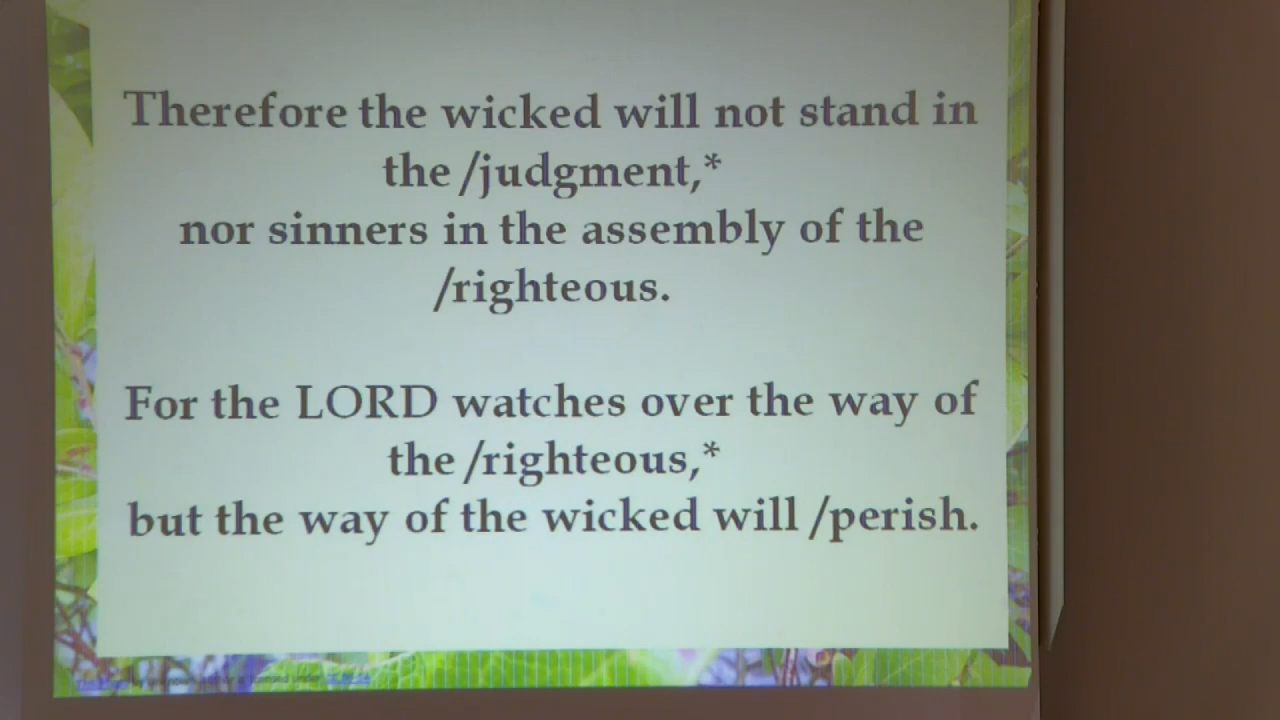 Therefore the wicked will not stand in
the /judgment,*
nor sinners in the assembly of the
/righteous.
For the LORD watches over the way of
the /righteous,*
but the way of the wicked will /perish.